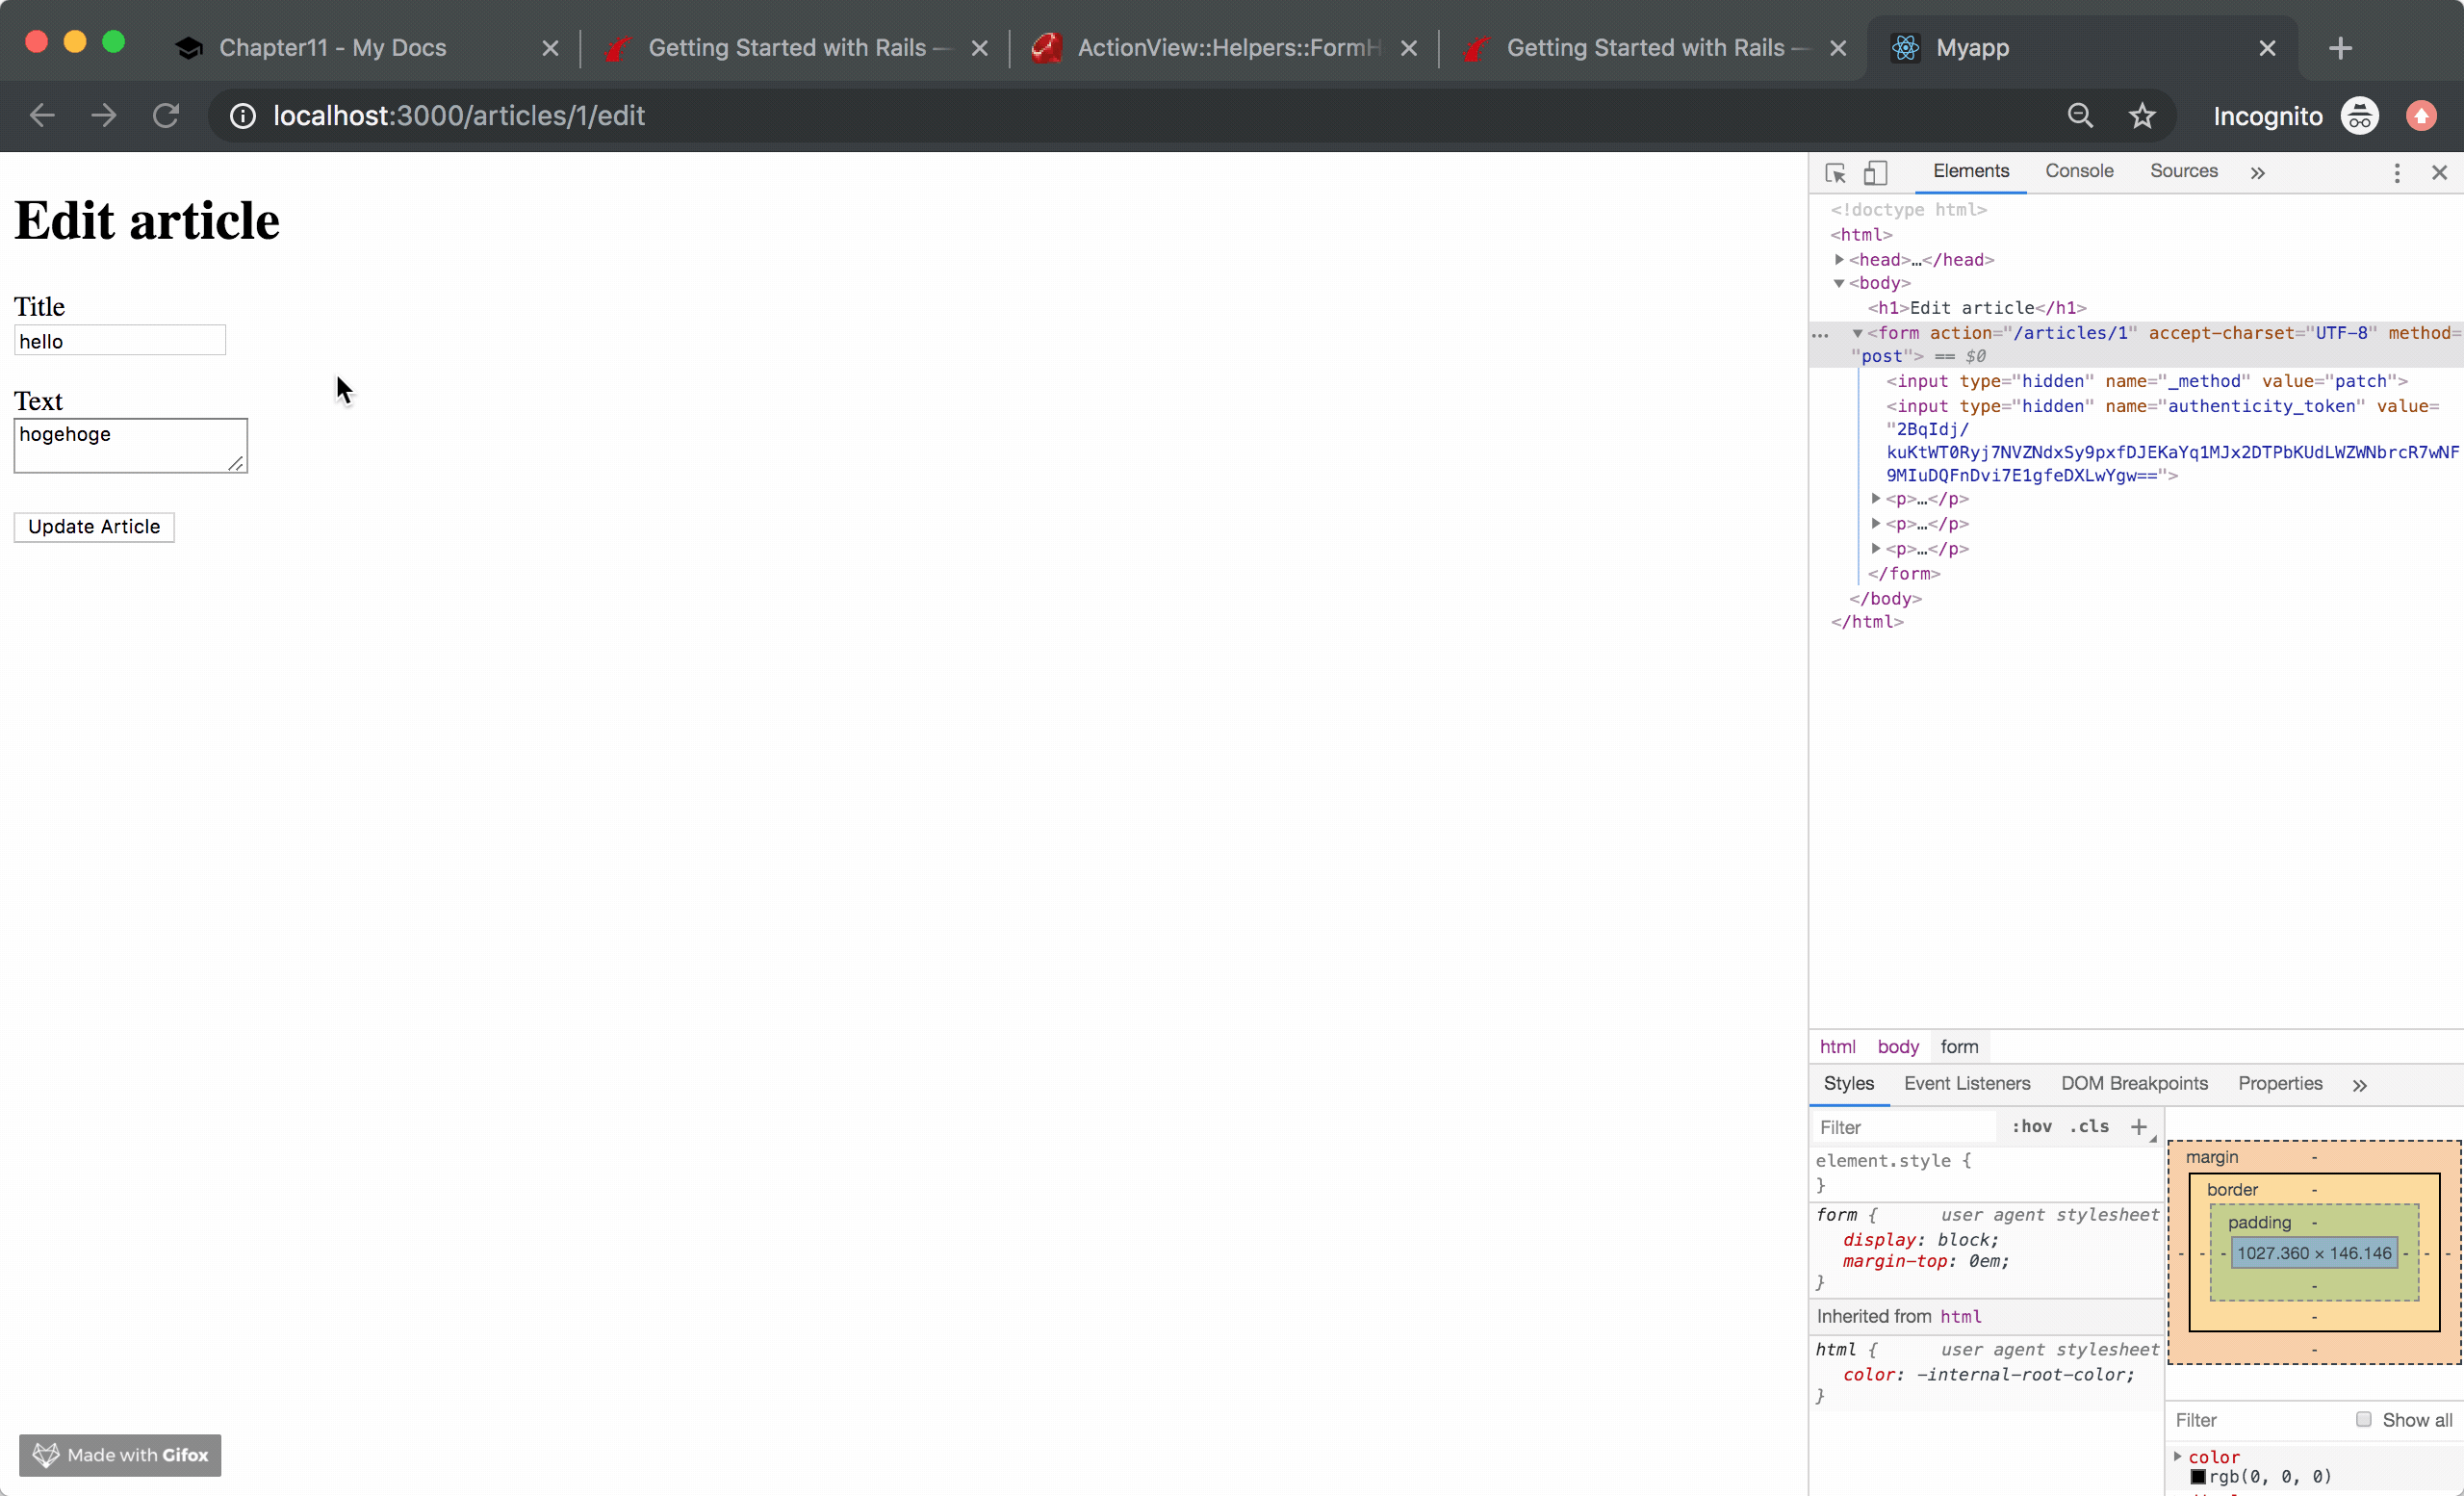 Chapter11 - My Docs
Getting Started with Rails —
ActionView::Helpers::FormH
Getting Started with Rails —
Myapp
localhost:3000/articles/1/edit
Incognito
Edit article
Title
hello
Text
hogehoge
Update Article
Made with Gifox
Elements Console Sources »
<!doctype html>
<html>
<head>…</head>
<body>
<h1>Edit article</h1>
… <form action="/articles/1" accept-charset="UTF-8" method=
"post"> == $0
<input type="hidden" name="_method" value="patch">
<input type="hidden" name="authenticity_token" value=
"2BqIdj/
kuKtWT0Ryj7NVZNdxSy9pxfDJEKaYq1MJx2DTPbKUdLWZWNbrcR7wNF
9MIuDQFnDvi7E1gfeDXLwYgw==">
<p>…</p>
<p>…</p>
<p>…</p>
</form>
</body>
</html>
html body form
Styles Event Listeners DOM Breakpoints Properties »
Filter :hov .cls +
element.style {
}
form { user agent stylesheet
display: block;
margin-top: 0em;
}
Inherited from html
html { user agent stylesheet
color: -internal-root-color;
}
margin -
border -
padding -
- - - 1027.360 × 146.146 - - -
-
-
-
Filter Show all
color
rgb(0, 0, 0)